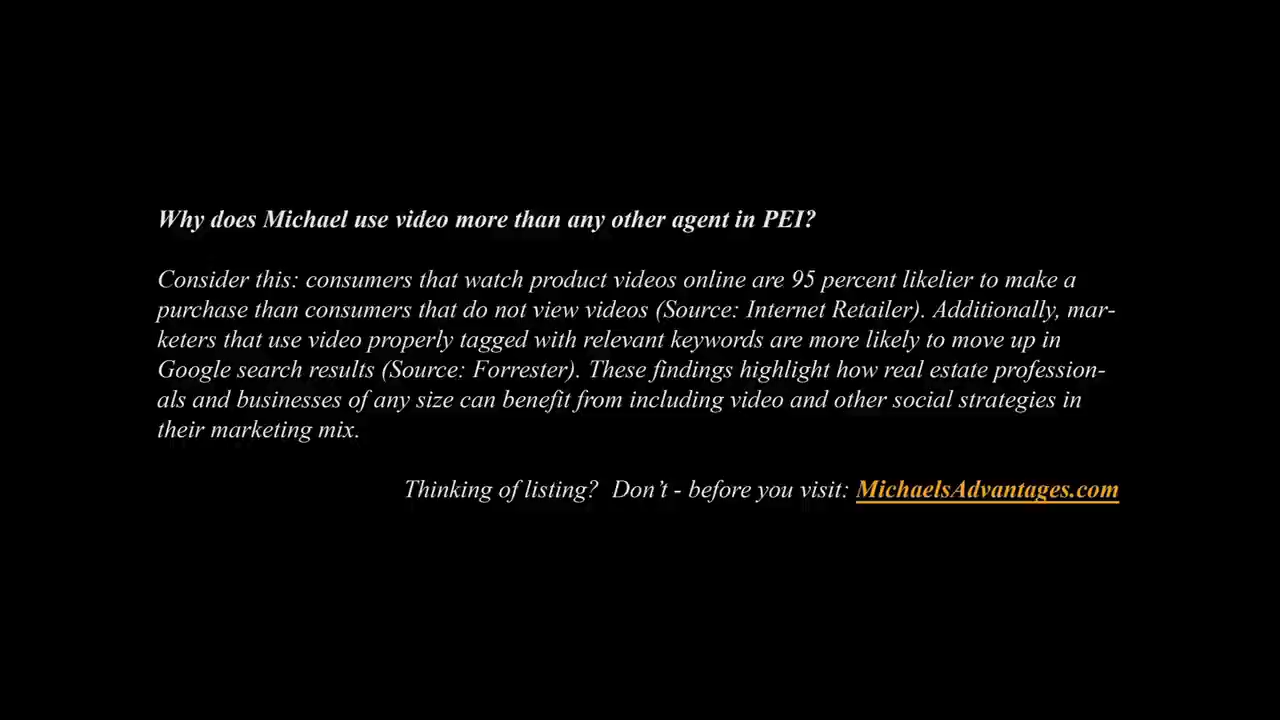 Why does Michael use video more than any other agent in PEI?
Consider this: consumers that watch product videos online are 95 percent likelier to make a
purchase than consumers that do not view videos (Source: Internet Retailer). Additionally, mar-
keters that use video properly tagged with relevant keywords are more likely to move up in
Google search results (Source: Forrester). These findings highlight how real estate profession-
als and businesses of any size can benefit from including video and other social strategies in
their marketing mix.
Thinking of listing?  Don’t - before you visit: MichaelsAdvantages.com